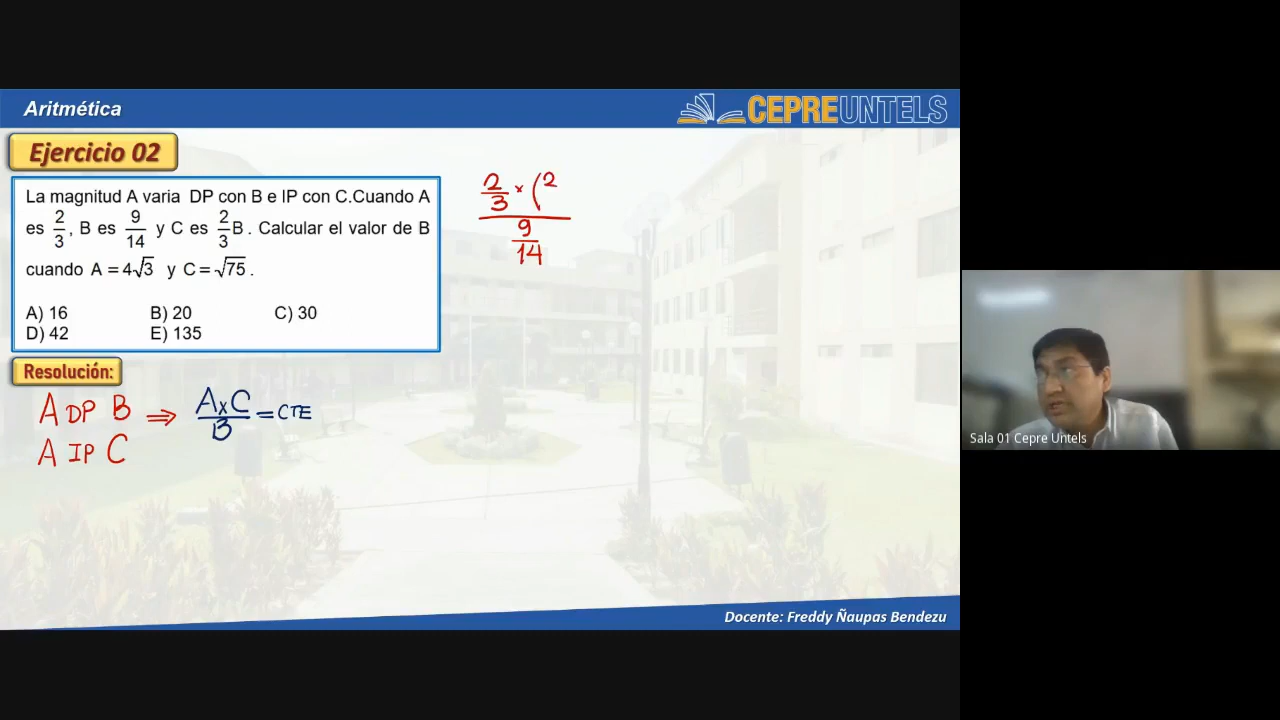 Aritmética
CEPREUNTELS
Ejercicio 02
La magnitud A varia DP con B e IP con C.Cuando A
es 2/3, B es 9/14 y C es 2/3 B. Calcular el valor de B
cuando A = 4√3 y C = √75.
A) 16 B) 20 C) 30
D) 42 E) 135
Resolución:
A DP B ⇒ AxC/B = CTE
A IP C
2/3 × (2
9/14
Sala 01 Cepre Untels
Docente: Freddy Ñaupas Bendezu